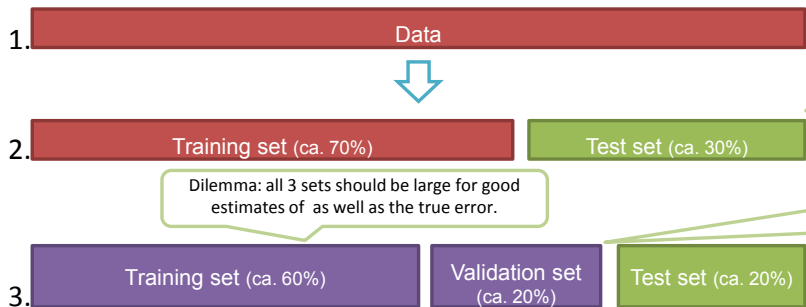 1. Data
2. Training set (ca. 70%) Test set (ca. 30%)
Dilemma: all 3 sets should be large for good
estimates of as well as the true error.
3. Training set (ca. 60%) Validation set (ca. 20%) Test set (ca. 20%)